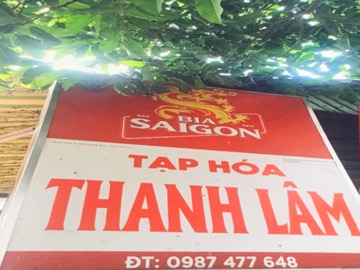 BIA
SAIGON
TẠP HÓA
THANH LÂM
ĐT: 0987 477 648